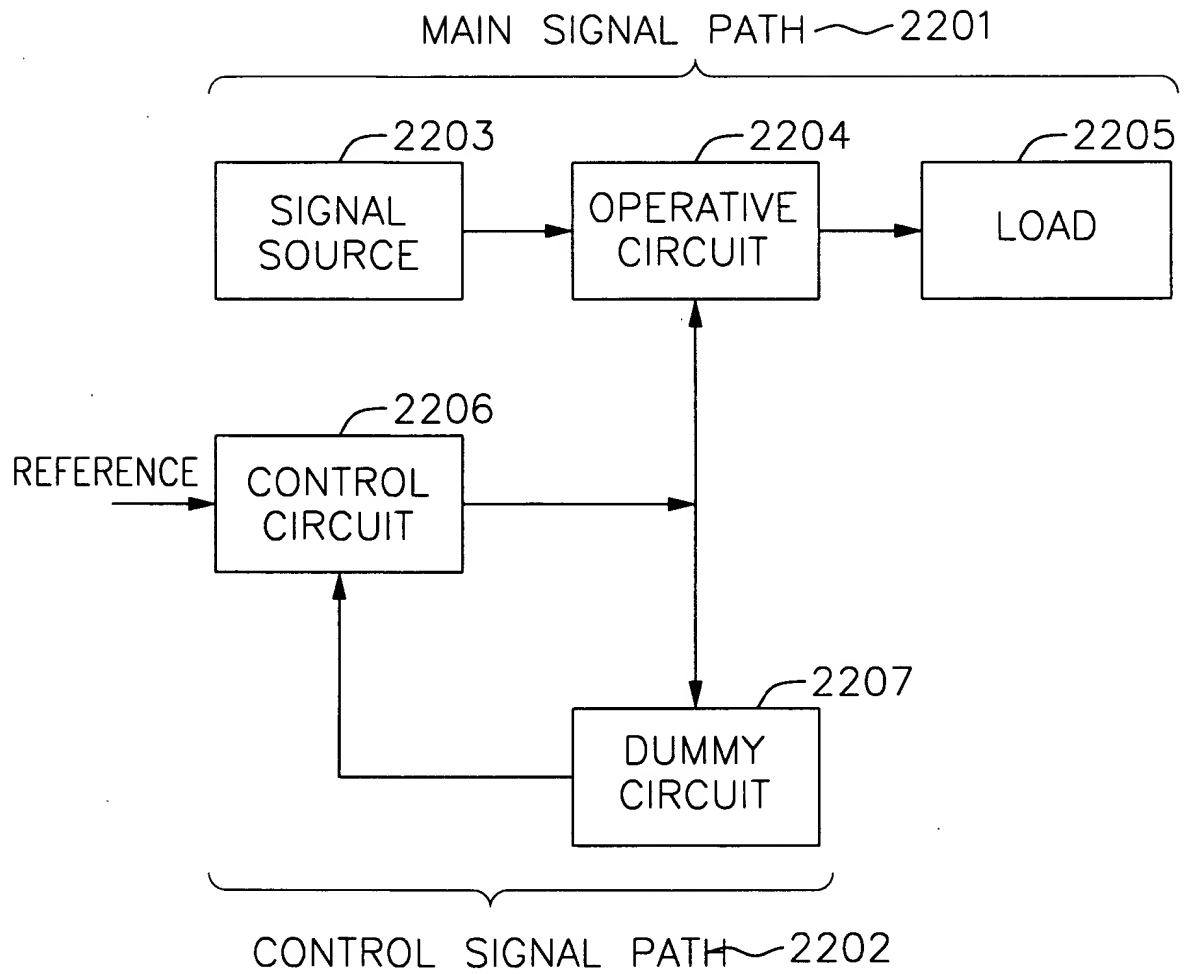 MAIN SIGNAL PATH 2201
2203
2204
2205
SIGNAL
SOURCE
OPERATIVE
CIRCUIT
LOAD
2206
REFERENCE
CONTROL
CIRCUIT
2207
DUMMY
CIRCUIT
CONTROL SIGNAL PATH 2202